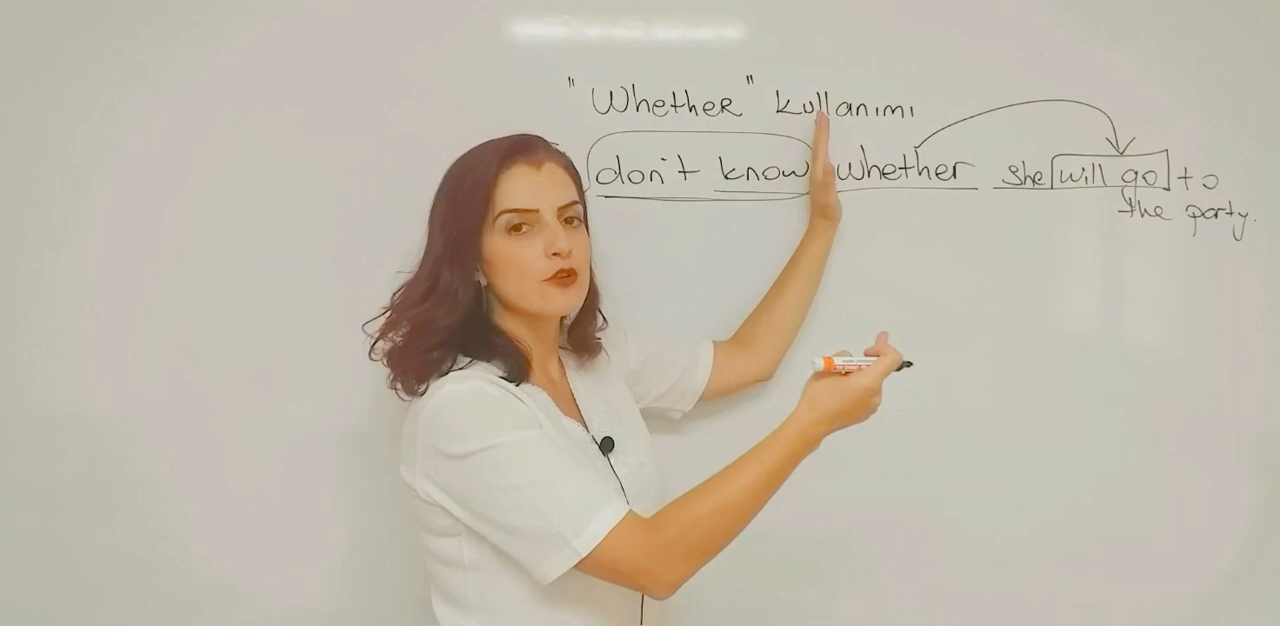 "Whether" kullanımı
don't know whether she will go to
the party.